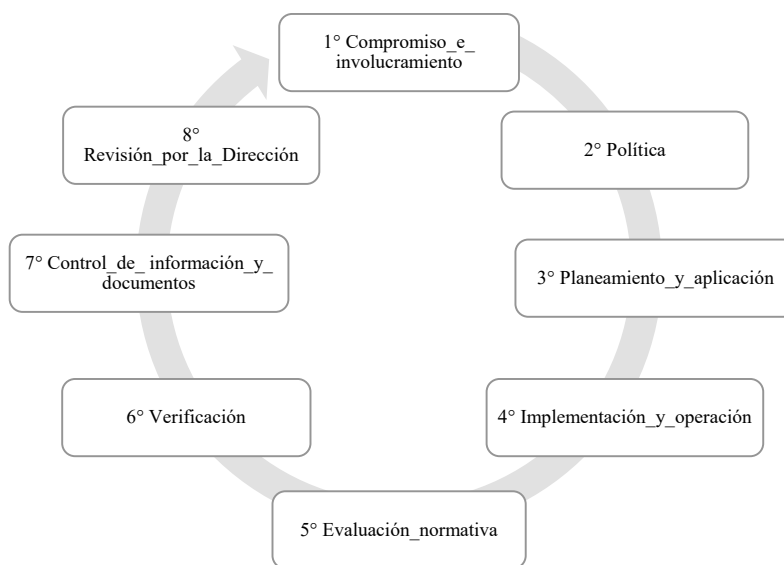 1° Compromiso_e_
involucramiento
2° Política
3° Planeamiento_y_aplicación
4° Implementación_y_operación
5° Evaluación_normativa
6° Verificación
7° Control_de_ información_y_
documentos
8°
Revisión_por_la_Dirección